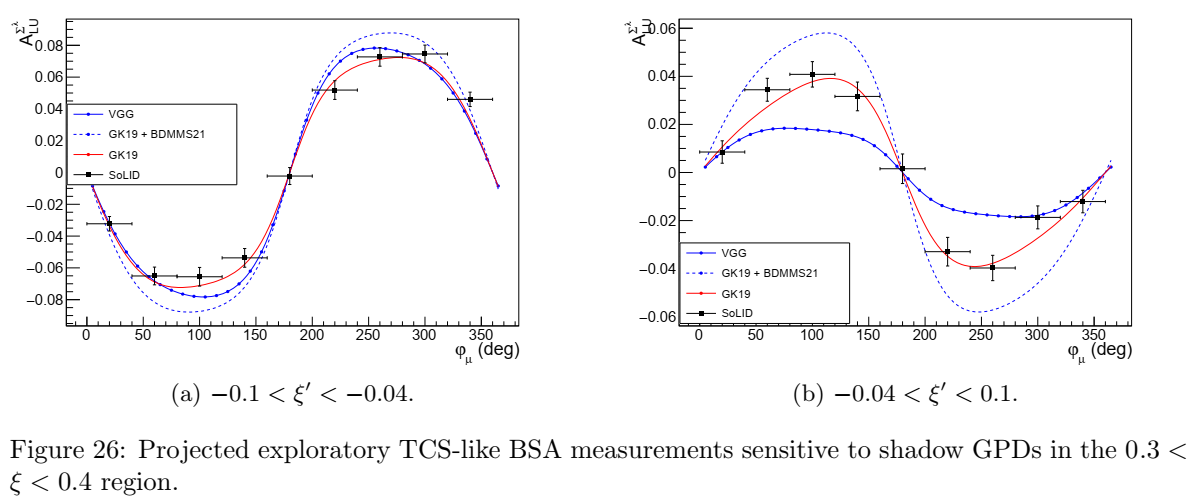 A_LU^Σλ
0.08
0.06
0.04
0.02
0
−0.02
−0.04
−0.06
−0.08
VGG
GK19 + BDMMS21
GK19
SoLID
0 50 100 150 200 250 300 350
φ_μ (deg)
(a) −0.1 < ξ′ < −0.04.
A_LU^Σλ
0.06
0.04
0.02
0
−0.02
−0.04
−0.06
VGG
GK19 + BDMMS21
GK19
SoLID
0 50 100 150 200 250 300 350
φ_μ (deg)
(b) −0.04 < ξ′ < 0.1.
Figure 26: Projected exploratory TCS-like BSA measurements sensitive to shadow GPDs in the 0.3 <
ξ < 0.4 region.